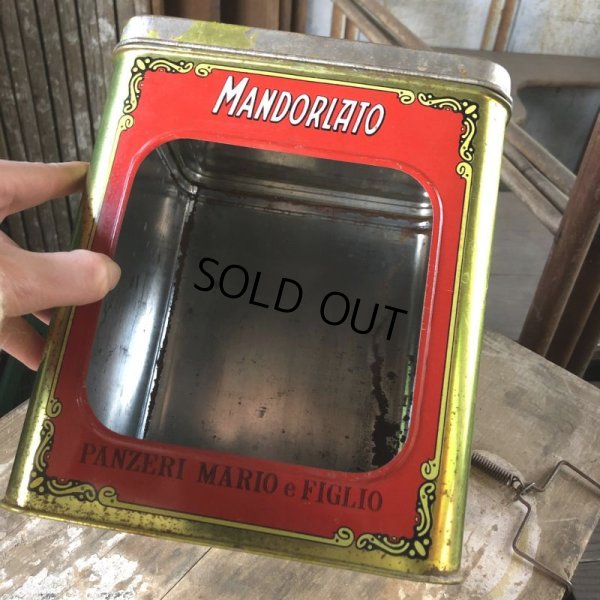 MANDORLATO
SOLD OUT
PANZERI MARIO e FIGLIO